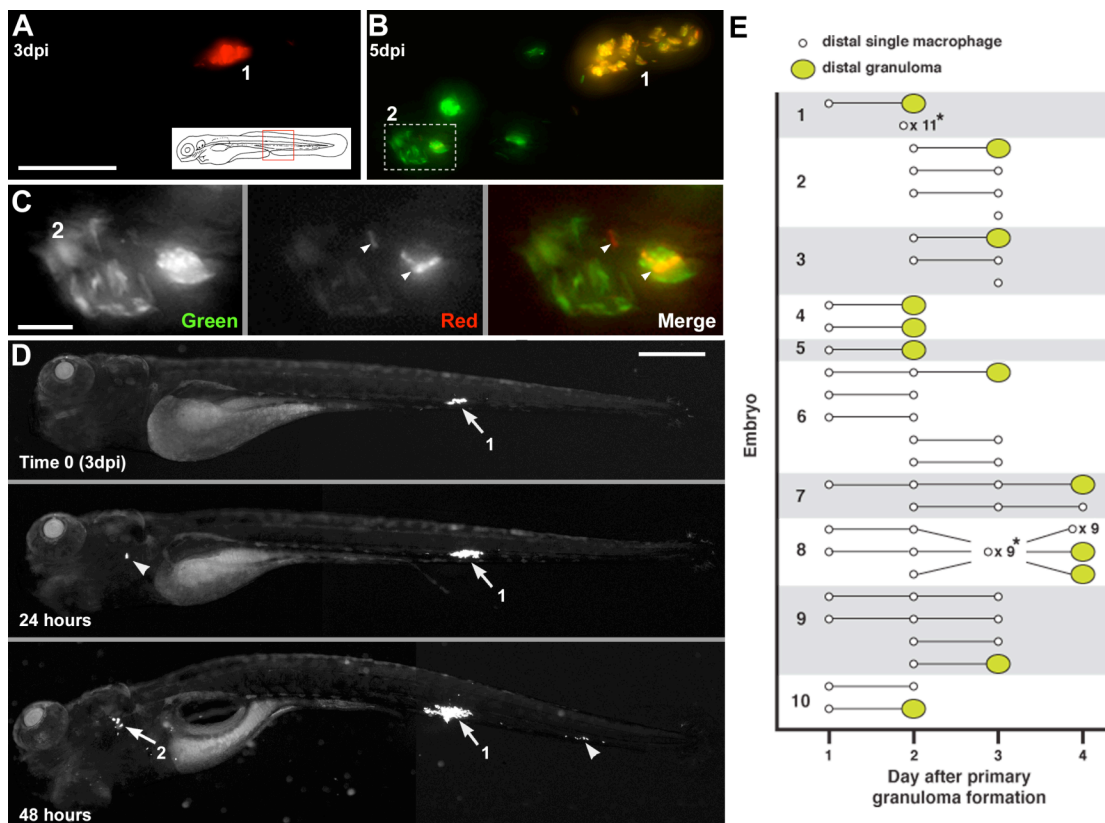 A
3dpi
1
B
5dpi
1
2
C
2
Green
Red
Merge
D
1
Time 0 (3dpi)
1
24 hours
2
1
48 hours
E
distal single macrophage
distal granuloma
Embryo
1
x 11*
2
3
4
5
6
7
8
x 9*
x 9
9
10
1 2 3 4
Day after primary
granuloma formation